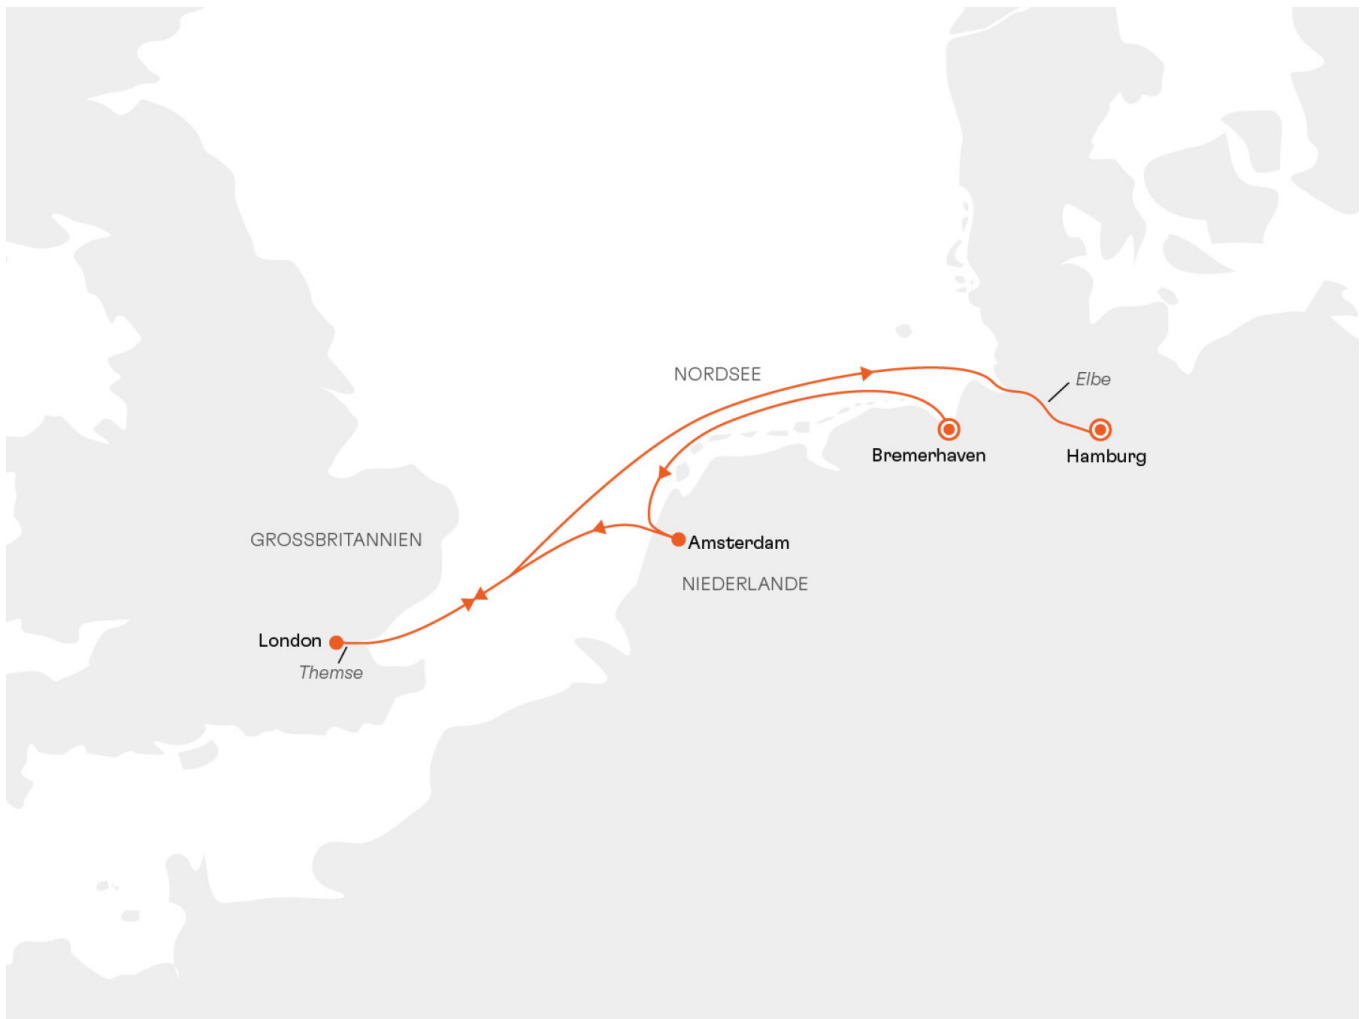 NORDSEE
Elbe
Bremerhaven
Hamburg
GROSSBRITANNIEN
Amsterdam
NIEDERLANDE
London
Themse